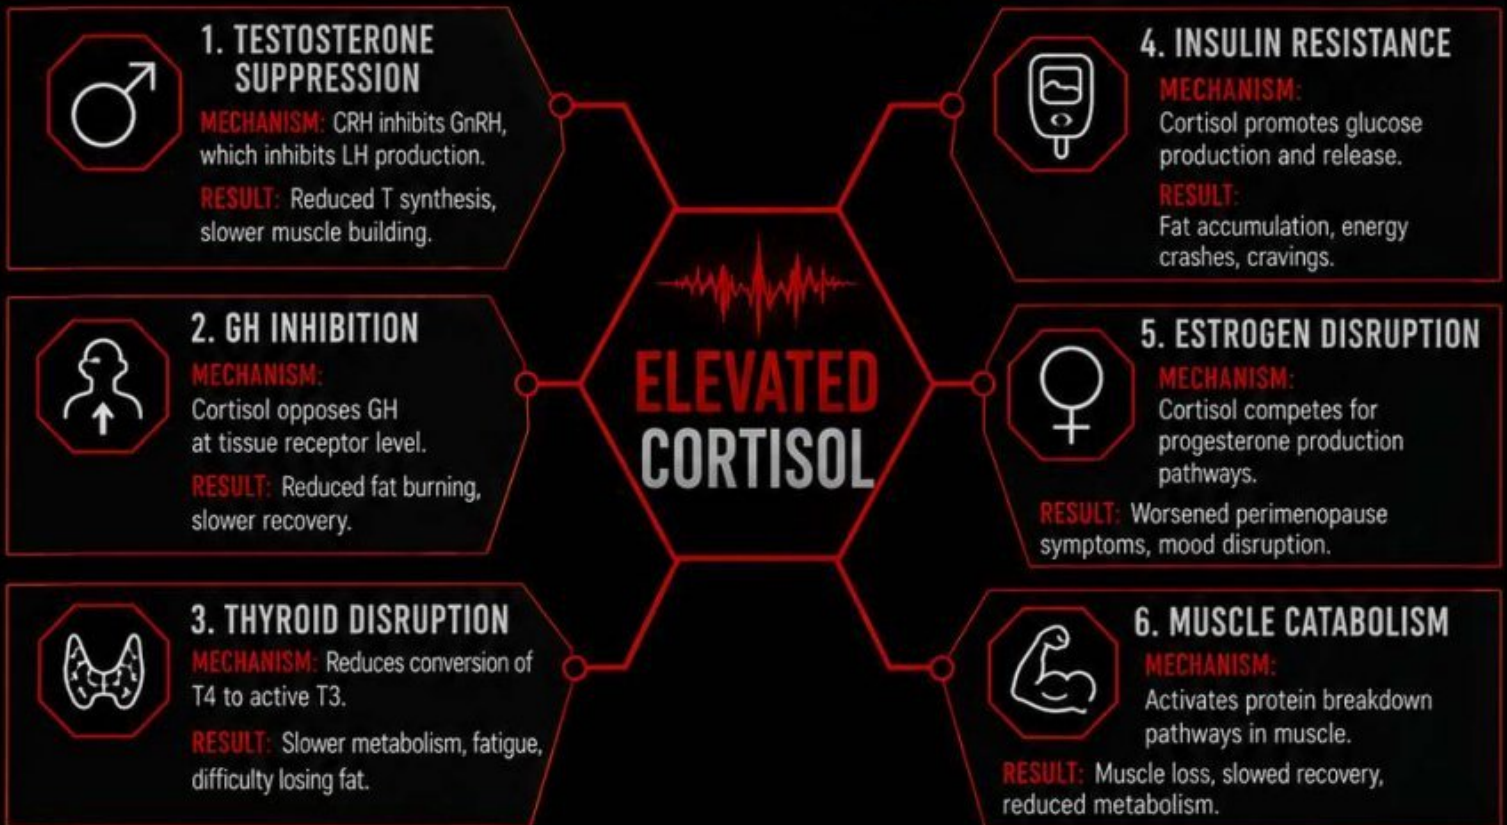 1. TESTOSTERONE
SUPPRESSION
MECHANISM: CRH inhibits GnRH,
which inhibits LH production.
RESULT: Reduced T synthesis,
slower muscle building.
2. GH INHIBITION
MECHANISM:
Cortisol opposes GH
at tissue receptor level.
RESULT: Reduced fat burning,
slower recovery.
3. THYROID DISRUPTION
MECHANISM: Reduces conversion of
T4 to active T3.
RESULT: Slower metabolism, fatigue,
difficulty losing fat.
ELEVATED
CORTISOL
4. INSULIN RESISTANCE
MECHANISM:
Cortisol promotes glucose
production and release.
RESULT:
Fat accumulation, energy
crashes, cravings.
5. ESTROGEN DISRUPTION
MECHANISM:
Cortisol competes for
progesterone production
pathways.
RESULT: Worsened perimenopause
symptoms, mood disruption.
6. MUSCLE CATABOLISM
MECHANISM:
Activates protein breakdown
pathways in muscle.
RESULT: Muscle loss, slowed recovery,
reduced metabolism.